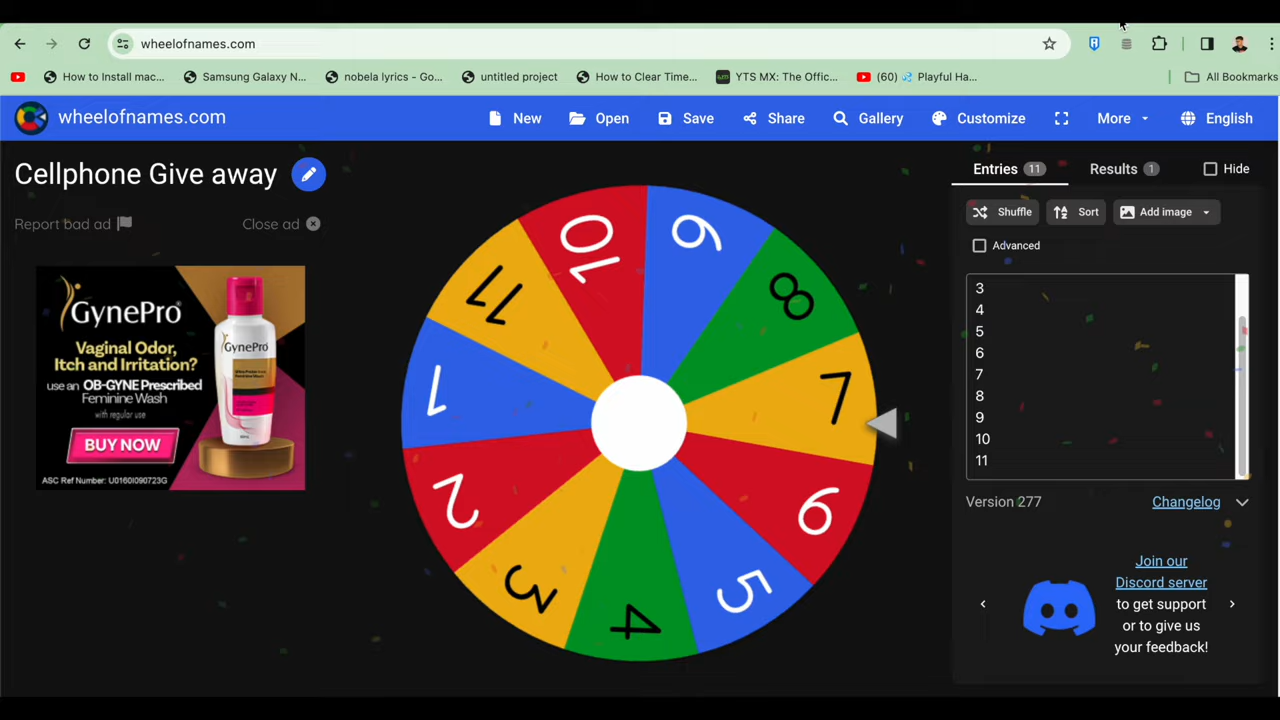 wheelofnames.com
How to Install mac...
Samsung Galaxy N...
nobela lyrics - Go...
untitled project
How to Clear Time...
YTS MX: The Offic...
(60) 💦 Playful Ha...
All Bookmarks
wheelofnames.com
New
Open
Save
Share
Gallery
Customize
More
English
Cellphone Give away
Report bad ad
Close ad
GynePro
Vaginal Odor,
Itch and Irritation?
use an OB-GYNE Prescribed
Feminine Wash
with regular use
BUY NOW
ASC Ref Number: U0160I090723G
GynePro
10
9
8
7
6
5
4
3
2
1
11
Entries 11
Results 1
Hide
Shuffle
Sort
Add image
Advanced
3
4
5
6
7
8
9
10
11
Version 277
Changelog
Join our
Discord server
to get support
or to give us
your feedback!